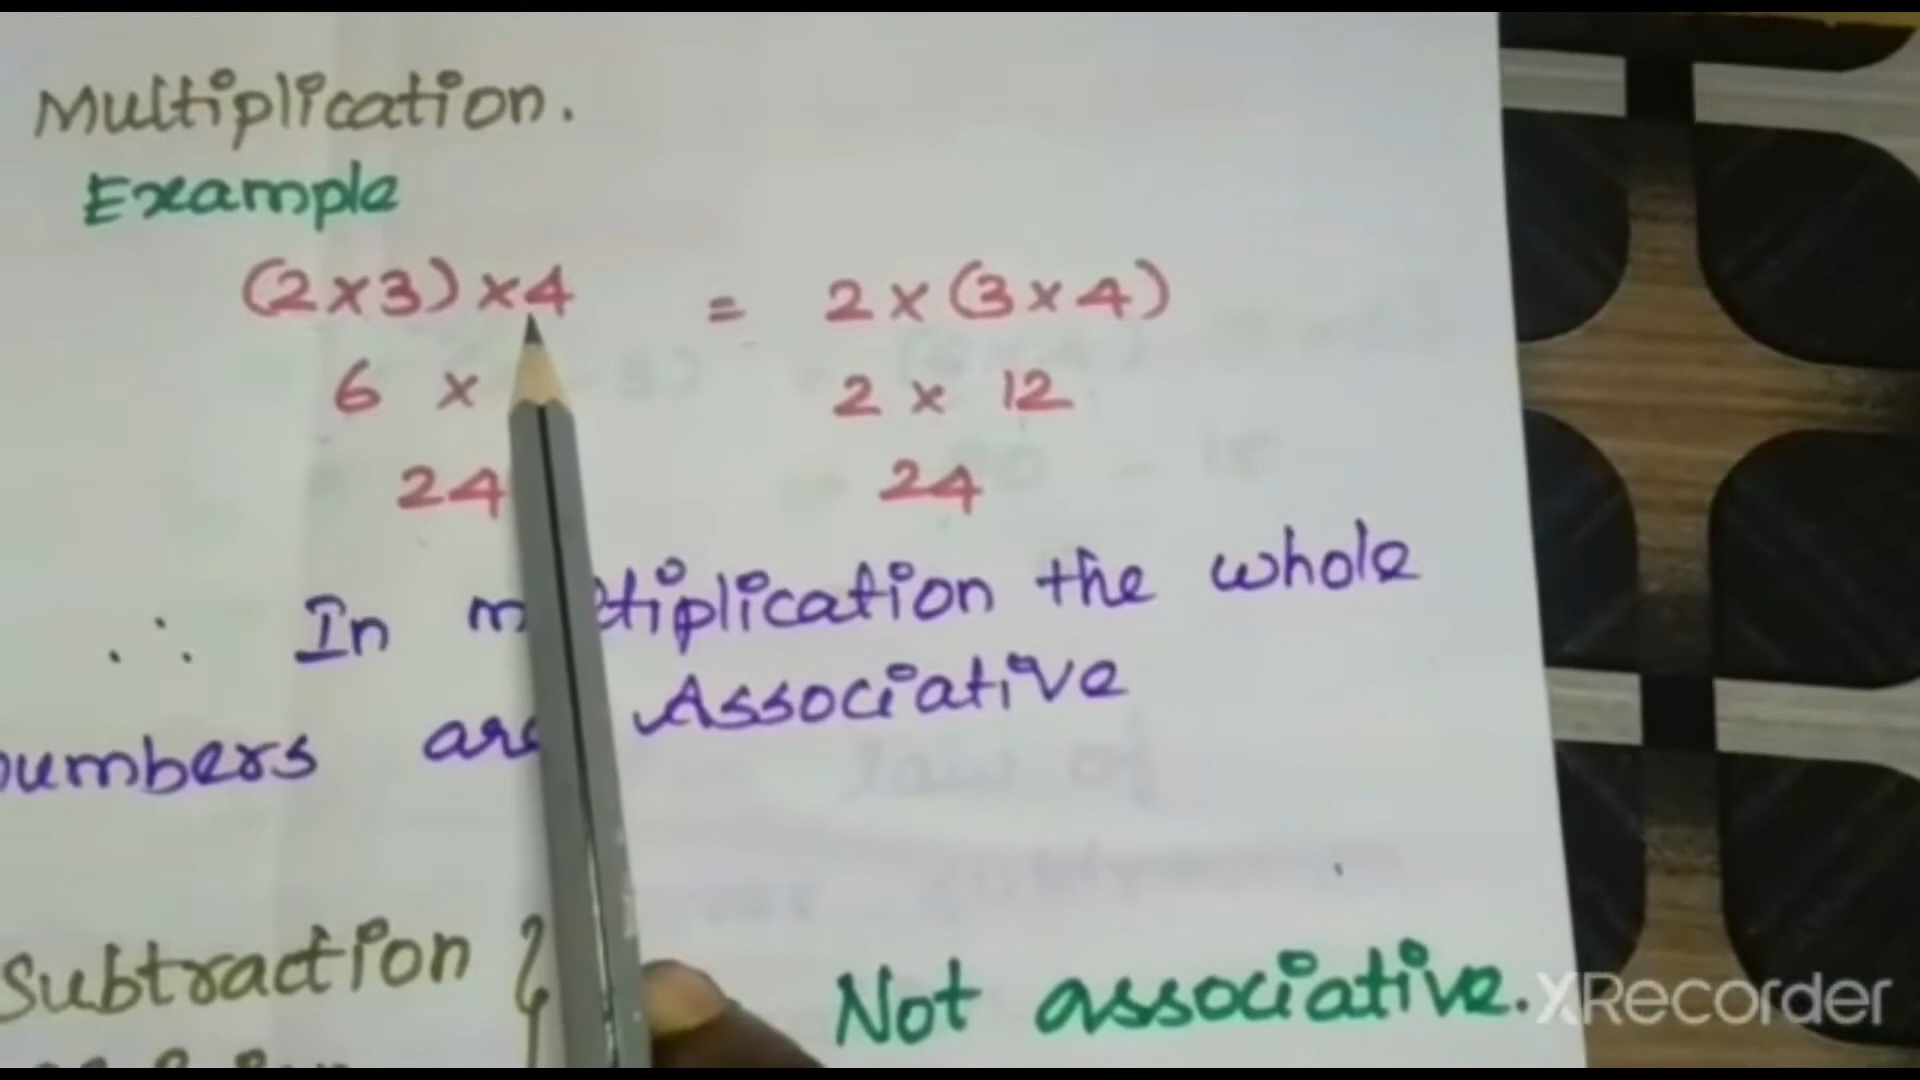 Multiplication.
Example
(2×3) ×4 = 2×(3×4)
6 × 2 × 12
24 24
∴ In the whole
numbers are Associative
Subtraction } Not associative.
XRecorder